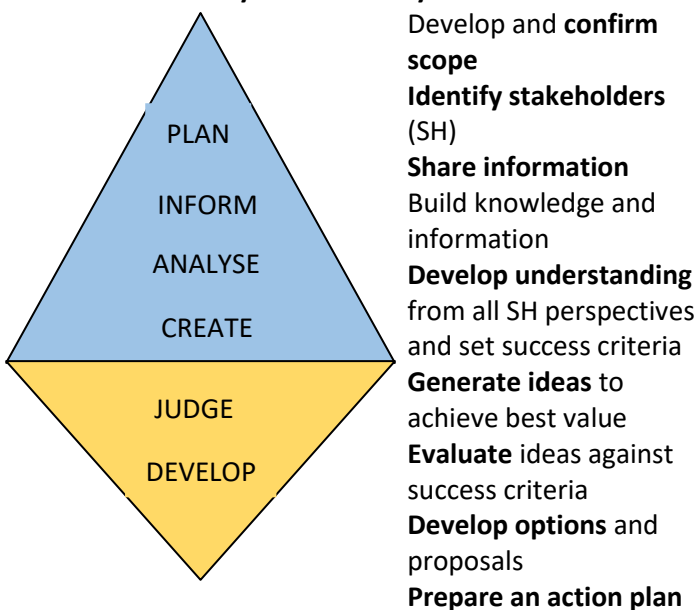 PLAN
INFORM
ANALYSE
CREATE
JUDGE
DEVELOP
Develop and confirm
scope
Identify stakeholders
(SH)
Share information
Build knowledge and
information
Develop understanding
from all SH perspectives
and set success criteria
Generate ideas to
achieve best value
Evaluate ideas against
success criteria
Develop options and
proposals
Prepare an action plan